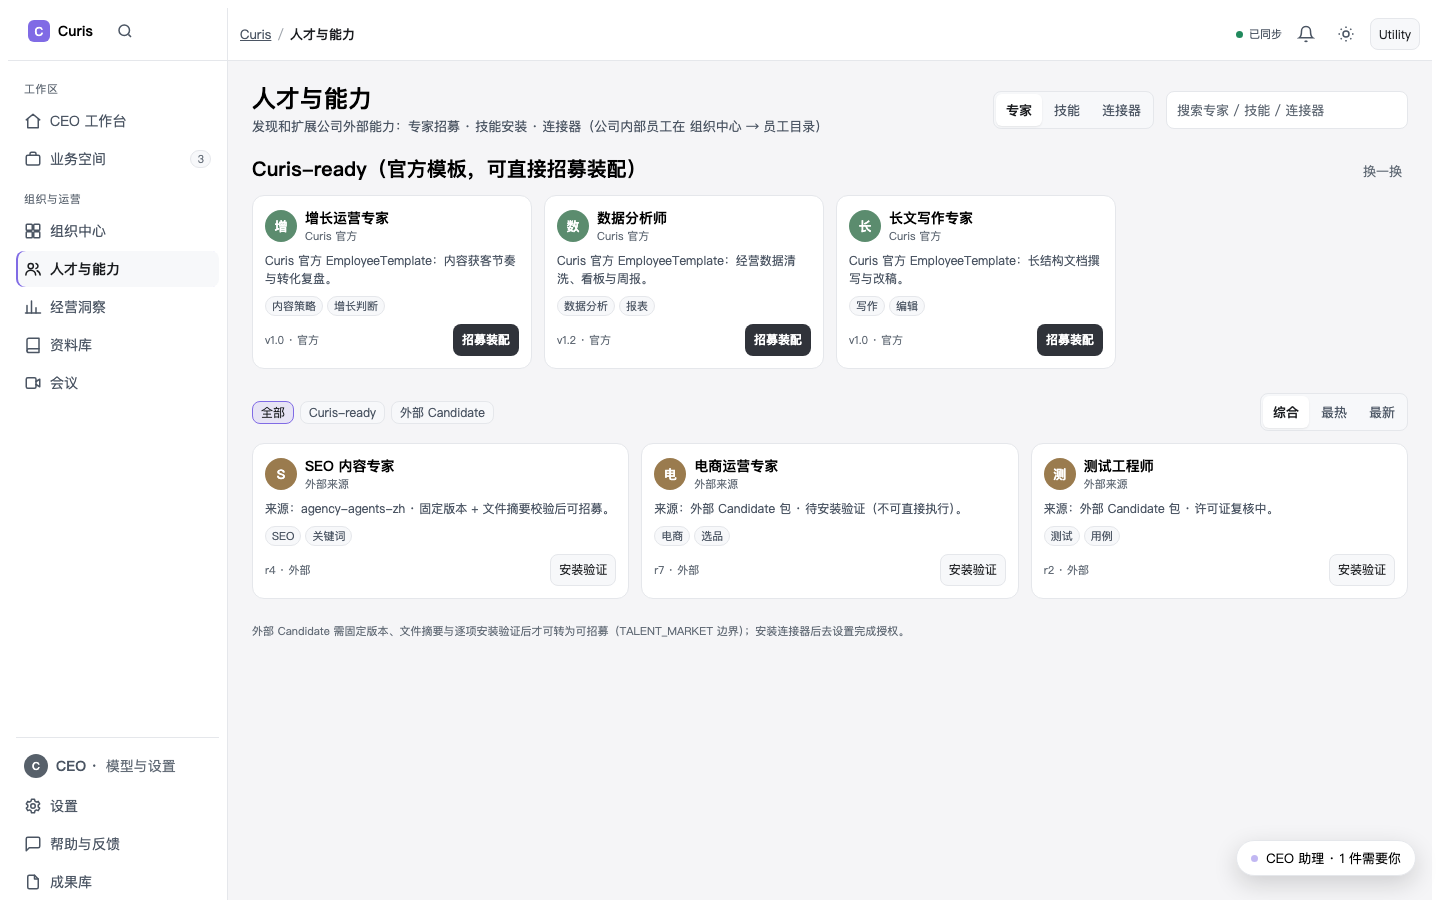 C Curis
工作区
CEO 工作台
业务空间 3
组织与运营
组织中心
人才与能力
经营洞察
资料库
会议
C CEO · 模型与设置
设置
帮助与反馈
成果库
Curis / 人才与能力
已同步
Utility
人才与能力
发现和扩展公司外部能力：专家招募 · 技能安装 · 连接器（公司内部员工在 组织中心 → 员工目录）
专家 技能 连接器
搜索专家 / 技能 / 连接器
Curis-ready（官方模板，可直接招募装配）
换一换
增 增长运营专家
Curis 官方
Curis 官方 EmployeeTemplate：内容获客节奏
与转化复盘。
内容策略 增长判断
v1.0 · 官方 招募装配
数 数据分析师
Curis 官方
Curis 官方 EmployeeTemplate：经营数据清
洗、看板与周报。
数据分析 报表
v1.2 · 官方 招募装配
长 长文写作专家
Curis 官方
Curis 官方 EmployeeTemplate：长结构文档撰
写与改稿。
写作 编辑
v1.0 · 官方 招募装配
全部 Curis-ready 外部 Candidate
综合 最热 最新
S SEO 内容专家
外部来源
来源：agency-agents-zh · 固定版本 + 文件摘要校验后可招募。
SEO 关键词
r4 · 外部 安装验证
电 电商运营专家
外部来源
来源：外部 Candidate 包 · 待安装验证（不可直接执行）。
电商 选品
r7 · 外部 安装验证
测 测试工程师
外部来源
来源：外部 Candidate 包 · 许可证复核中。
测试 用例
r2 · 外部 安装验证
外部 Candidate 需固定版本、文件摘要与逐项安装验证后才可转为可招募（TALENT_MARKET 边界）；安装连接器后去设置完成授权。
CEO 助理 · 1 件需要你